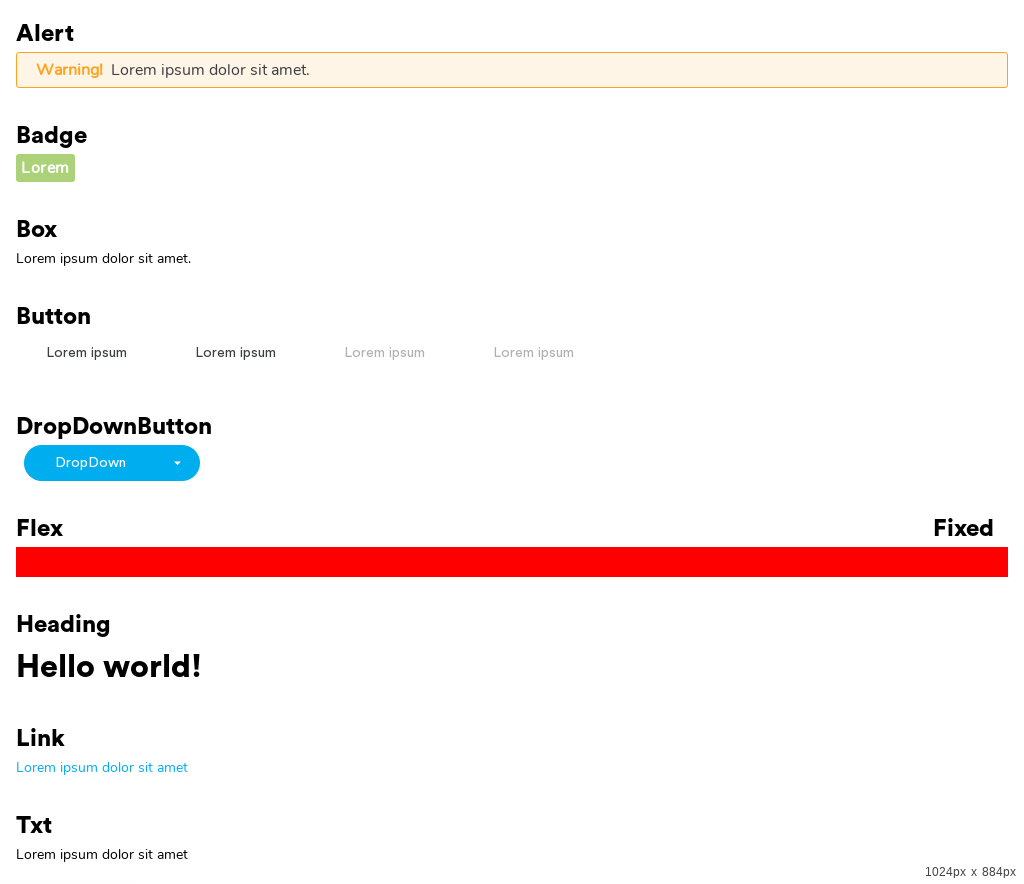 Alert
Warning! Lorem ipsum dolor sit amet.
Badge
Lorem
Box
Lorem ipsum dolor sit amet.
Button
Lorem ipsum Lorem ipsum Lorem ipsum Lorem ipsum
DropDownButton
DropDown
Flex Fixed
Heading
Hello world!
Link
Lorem ipsum dolor sit amet
Txt
Lorem ipsum dolor sit amet
1024px x 884px